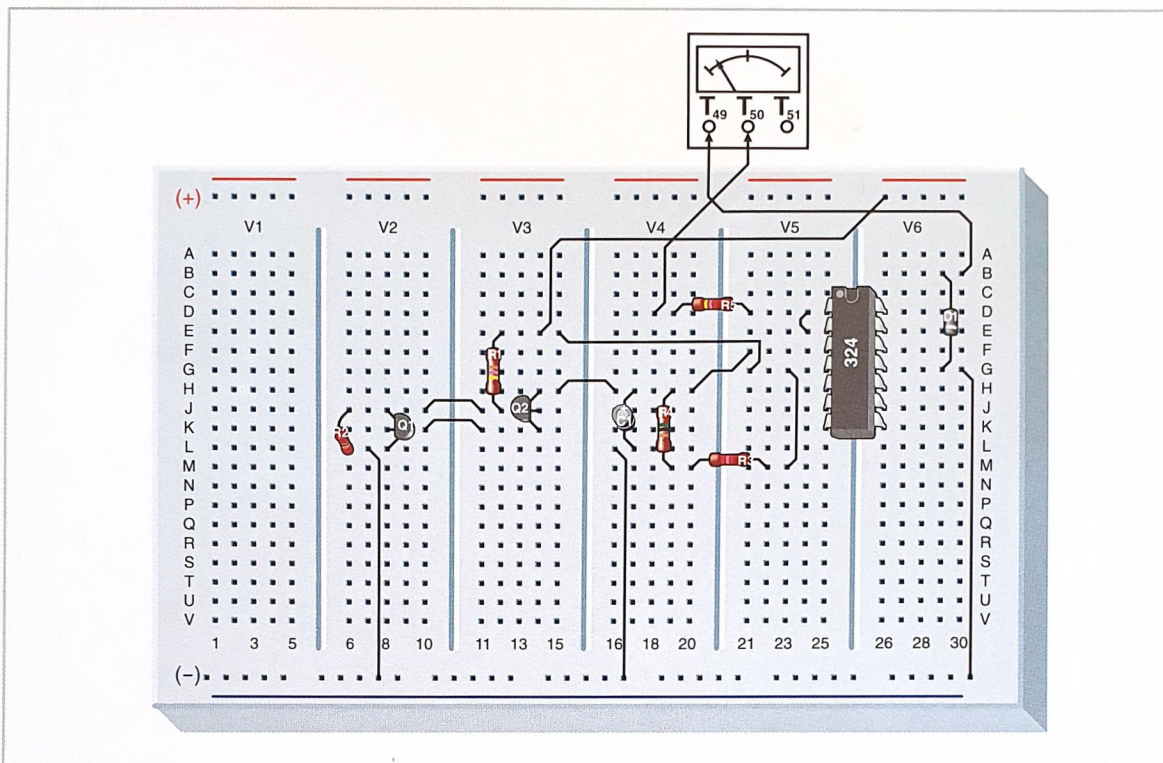 T49 T50 T51
(+)
V1 V2 V3 V4 V5 V6
A A
B B
C C
D R5 D
E D1 E
F R1 324 F
G G
H H
J Q2 R4 J
K R2 Q1 K
L L
M R3 M
N N
P P
Q Q
R R
S S
T T
U U
V V
1 3 5 6 8 10 11 13 15 16 18 20 21 23 25 26 28 30
(-)